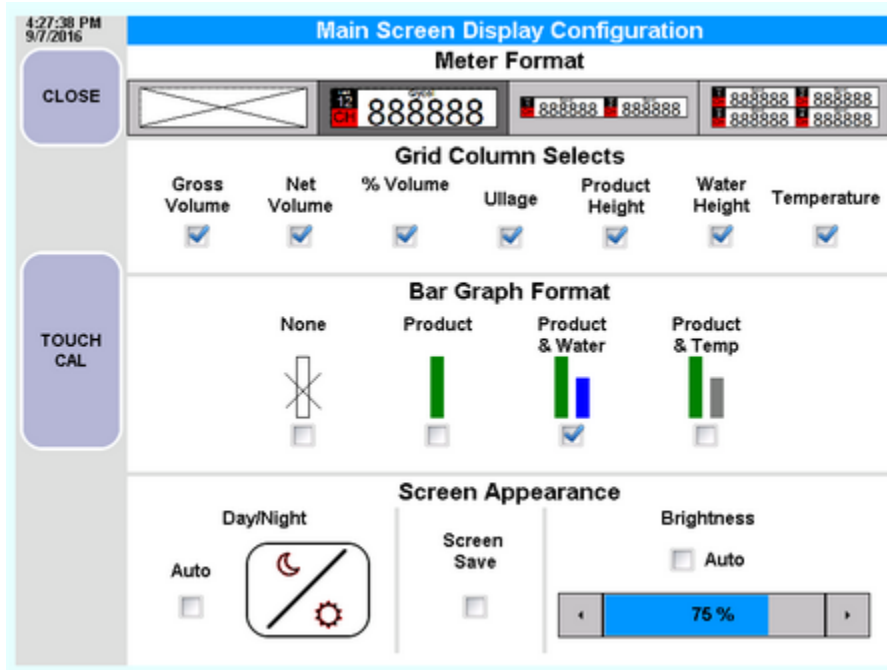 4:27:38 PM
9/7/2016
Main Screen Display Configuration
CLOSE
Meter Format
12
CH
888888
888888
888888
888888
888888
888888
888888
Grid Column Selects
Gross
Volume
Net
Volume
% Volume
Ullage
Product
Height
Water
Height
Temperature
TOUCH
CAL
Bar Graph Format
None
Product
Product
& Water
Product
& Temp
Screen Appearance
Day/Night
Auto
Screen
Save
Brightness
Auto
75 %